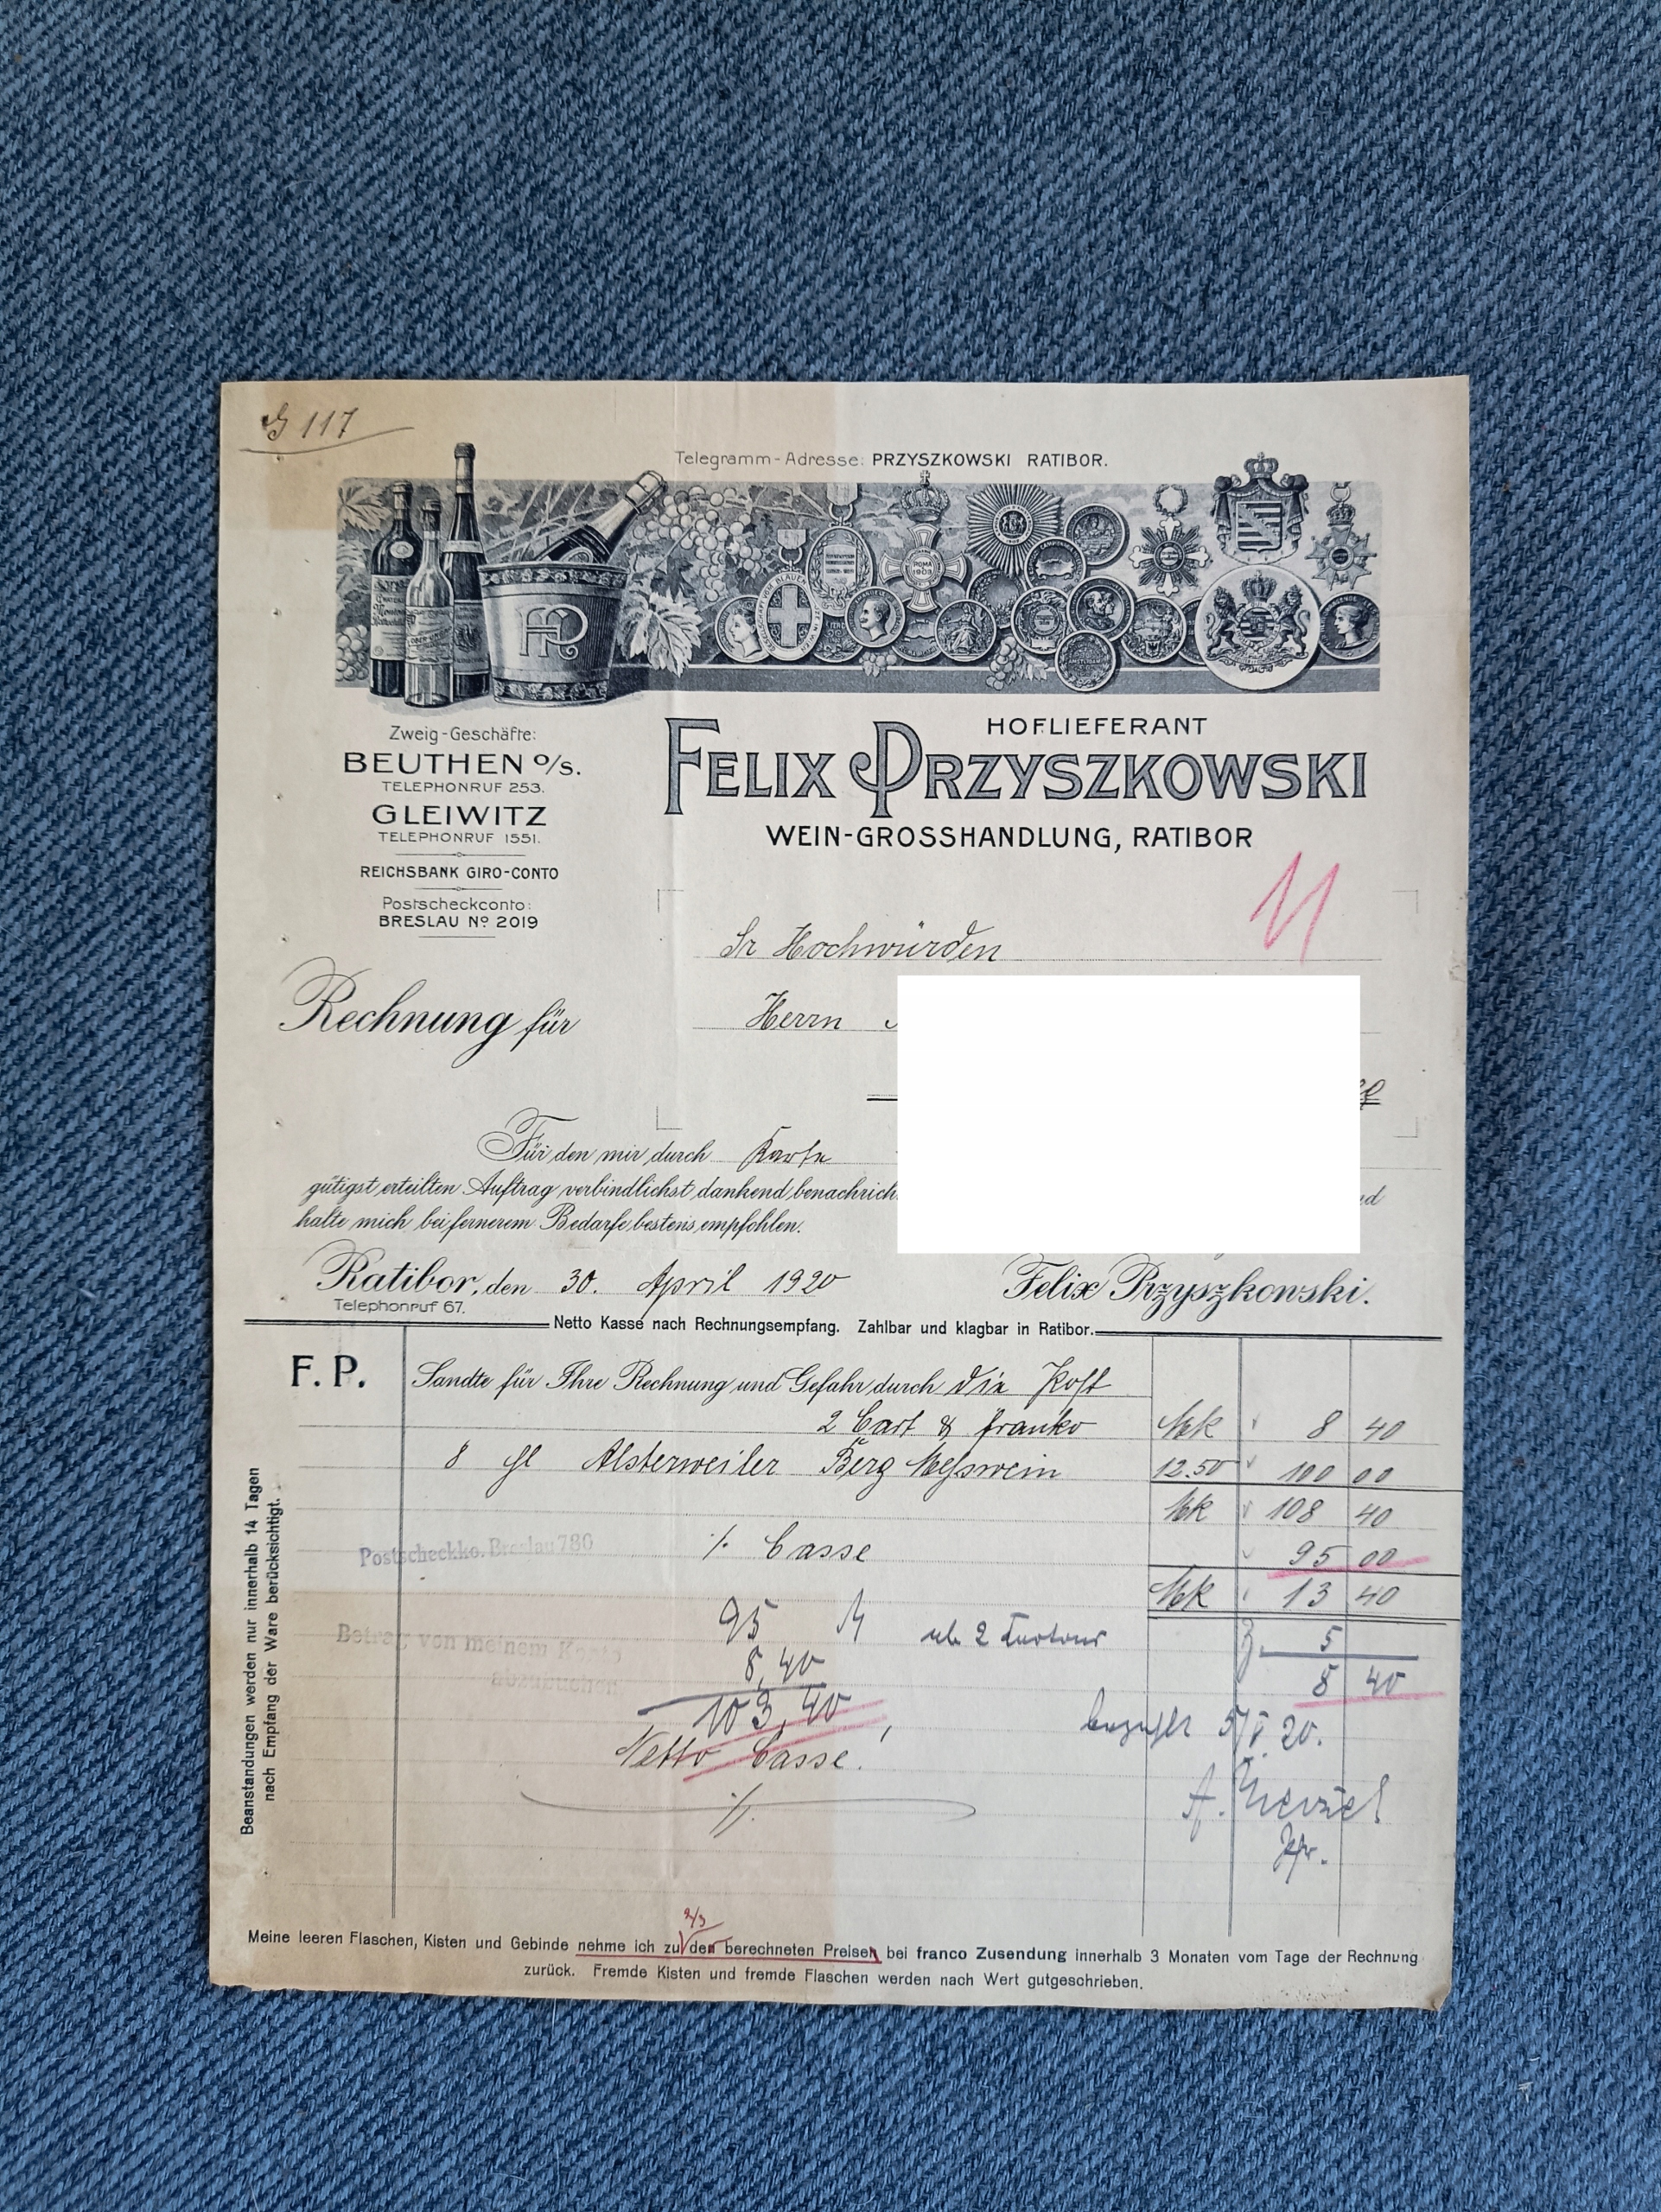 G 117
Telegramm-Adresse: PRZYSZKOWSKI RATIBOR.
ROMA
AMSTERDAM
FP
Zweig-Geschäfte:
BEUTHEN O/S.
TELEPHONRUF 253.
GLEIWITZ
TELEPHONRUF 1551.
REICHSBANK GIRO-CONTO
Postscheckconto:
BRESLAU No 2019
HOFLIEFERANT
FELIX PRZYSZKOWSKI
WEIN-GROSSHANDLUNG, RATIBOR
Sr Hochwürden
Rechnung für
Herrn
Für den mir durch Karte
gütigst erteilten Auftrag verbindlichst dankend, benachrich
halte mich bei fernerem Bedarfe bestens empfohlen.
Ratibor, den 30. April 1920
Felix Przyszkowski.
Telephonruf 67.
Netto Kasse nach Rechnungsempfang. Zahlbar und klagbar in Ratibor.
F. P.
Sandte für Ihre Rechnung und Gefahr durch die Post
2 Cart & franko Mk 8 40
8 Fl Alsterweiler Berg Messwein 12.50 100 00
Mk 108 40
Postscheckko. Breslau 780
./. Casse 95 00
Mk 13 40
95 M 5
Betrag von meinem Konto
abzubuchen
8,40 8 40
103,40
bezahlt 5/V. 20.
Netto Casse.
Beanstandungen werden nur innerhalb 14 Tagen
nach Empfang der Ware berücksichtigt.
2/3
Meine leeren Flaschen, Kisten und Gebinde nehme ich zu den berechneten Preisen bei franco Zusendung innerhalb 3 Monaten vom Tage der Rechnung
zurück. Fremde Kisten und fremde Flaschen werden nach Wert gutgeschrieben.